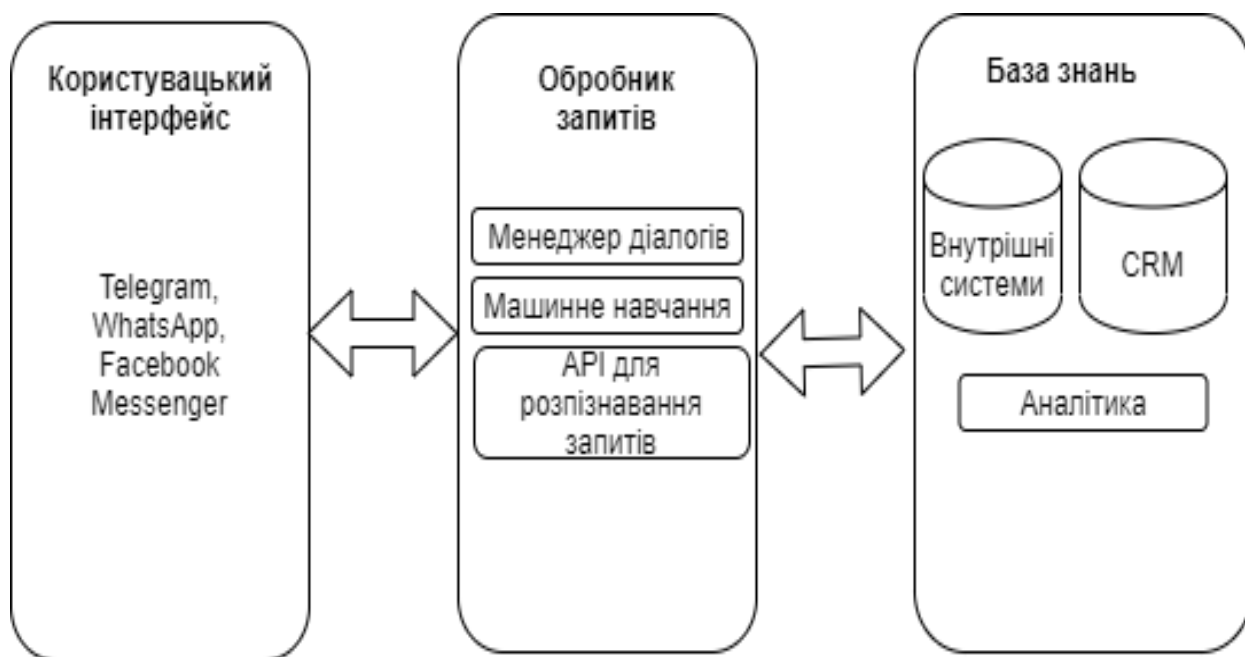 Користувацький
інтерфейс
Telegram,
WhatsApp,
Facebook
Messenger
Обробник
запитів
Менеджер діалогів
Машинне навчання
API для
розпізнавання
запитів
База знань
Внутрішні
системи
CRM
Аналітика